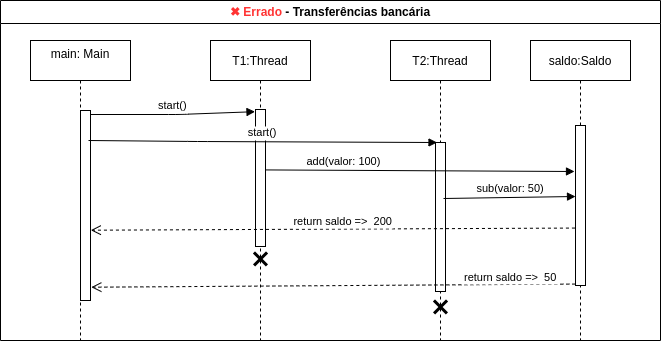 ✖ Errado - Transferências bancária
main: Main
T1:Thread
T2:Thread
saldo:Saldo
start()
start()
add(valor: 100)
sub(valor: 50)
return saldo => 200
return saldo => 50